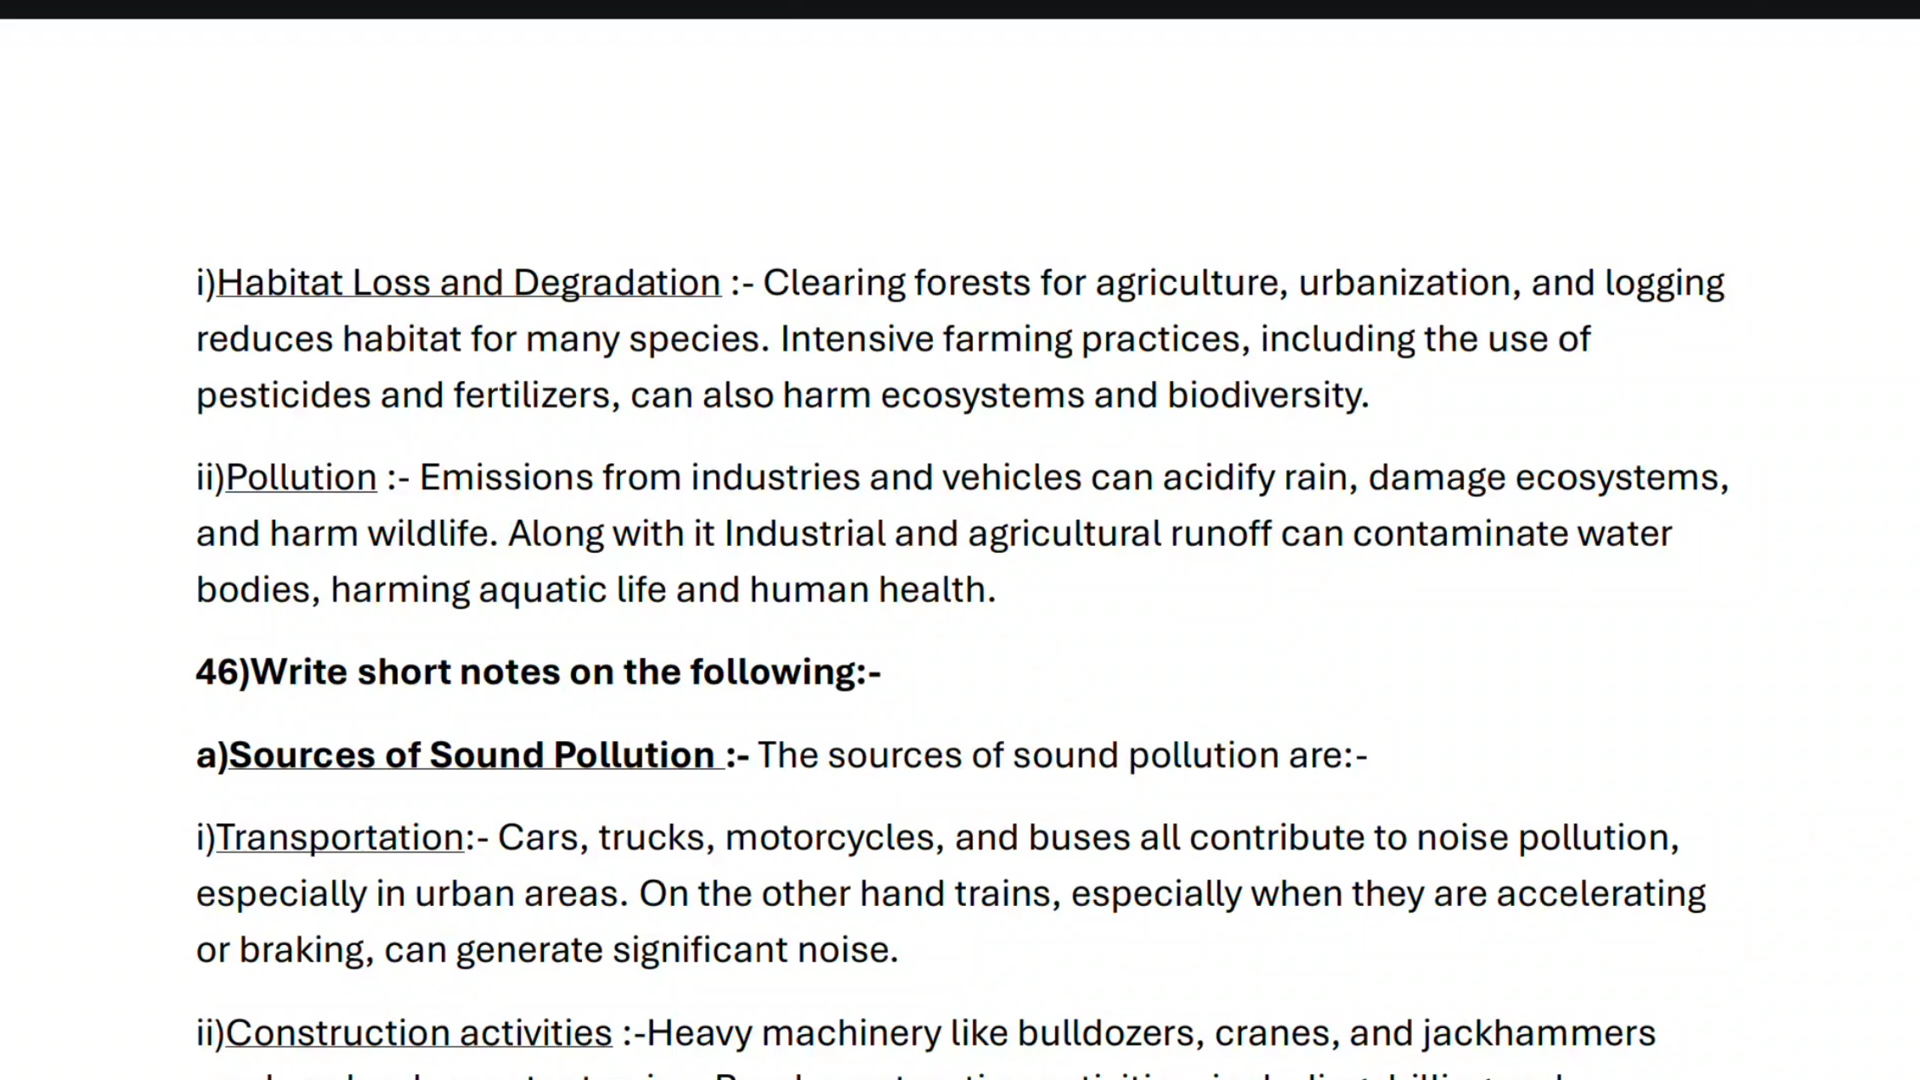 i)Habitat Loss and Degradation :- Clearing forests for agriculture, urbanization, and logging
reduces habitat for many species. Intensive farming practices, including the use of
pesticides and fertilizers, can also harm ecosystems and biodiversity.
ii)Pollution :- Emissions from industries and vehicles can acidify rain, damage ecosystems,
and harm wildlife. Along with it Industrial and agricultural runoff can contaminate water
bodies, harming aquatic life and human health.
46)Write short notes on the following:-
a)Sources of Sound Pollution :- The sources of sound pollution are:-
i)Transportation:- Cars, trucks, motorcycles, and buses all contribute to noise pollution,
especially in urban areas. On the other hand trains, especially when they are accelerating
or braking, can generate significant noise.
ii)Construction activities :-Heavy machinery like bulldozers, cranes, and jackhammers